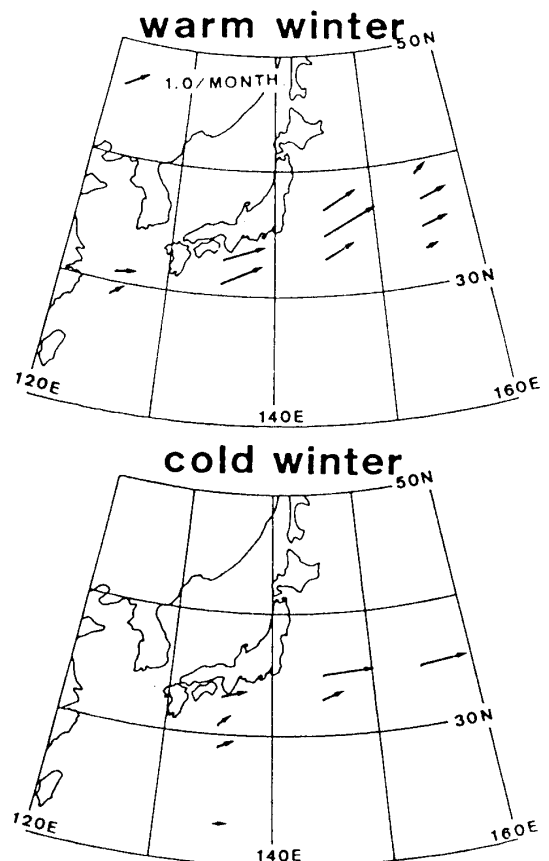 warm winter
50N
1.0/MONTH
30N
120E
140E
160E
cold winter
50N
30N
120E
140E
160E